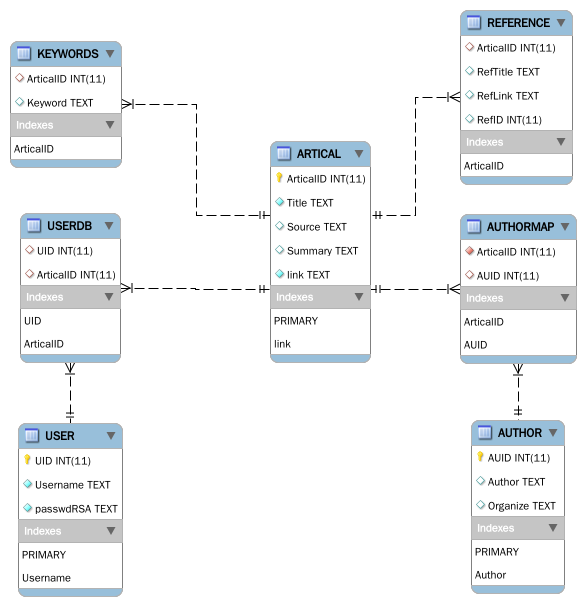 KEYWORDS
ArticalID INT(11)
Keyword TEXT
Indexes
ArticalID
REFERENCE
ArticalID INT(11)
RefTitle TEXT
RefLink TEXT
RefID INT(11)
Indexes
ArticalID
ARTICAL
ArticalID INT(11)
Title TEXT
Source TEXT
Summary TEXT
link TEXT
Indexes
PRIMARY
link
USERDB
UID INT(11)
ArticalID INT(11)
Indexes
UID
ArticalID
AUTHORMAP
ArticalID INT(11)
AUID INT(11)
Indexes
ArticalID
AUID
USER
UID INT(11)
Username TEXT
passwdRSA TEXT
Indexes
PRIMARY
Username
AUTHOR
AUID INT(11)
Author TEXT
Organize TEXT
Indexes
PRIMARY
Author